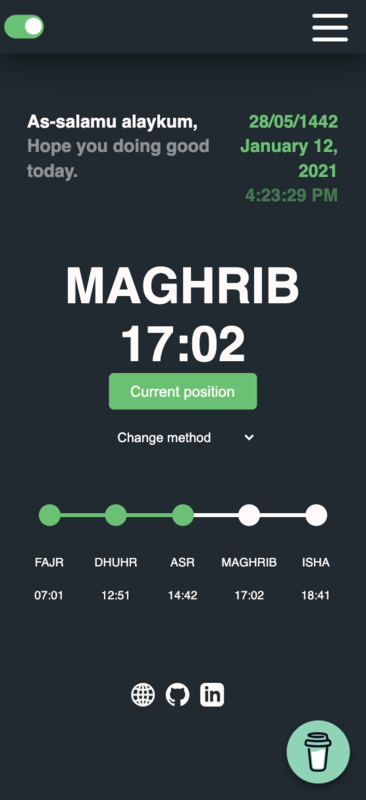 As-salamu alaykum,
Hope you doing good
today.
28/05/1442
January 12,
2021
4:23:29 PM
MAGHRIB
17:02
Current position
Change method
FAJR DHUHR ASR MAGHRIB ISHA
07:01 12:51 14:42 17:02 18:41
in